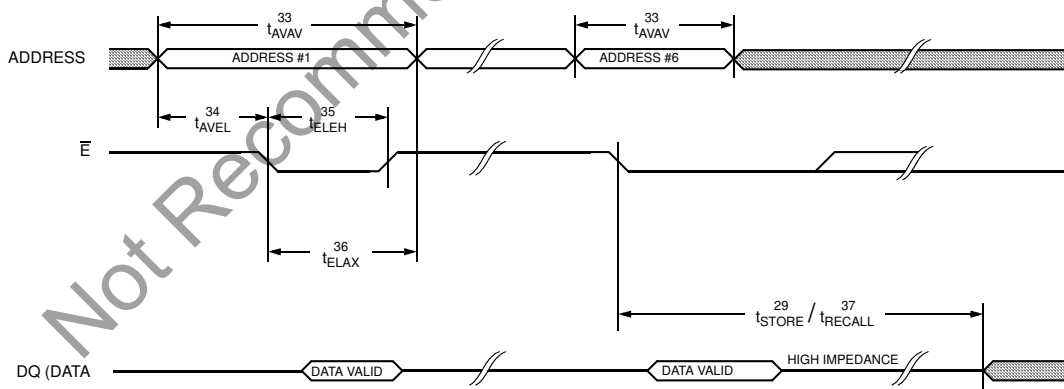 33
tAVAV
33
tAVAV
ADDRESS
ADDRESS #1
ADDRESS #6
34
tAVEL
35
tELEH
E
36
tELAX
29 37
tSTORE / tRECALL
DQ (DATA
DATA VALID
DATA VALID
HIGH IMPEDANCE
Not Recomm